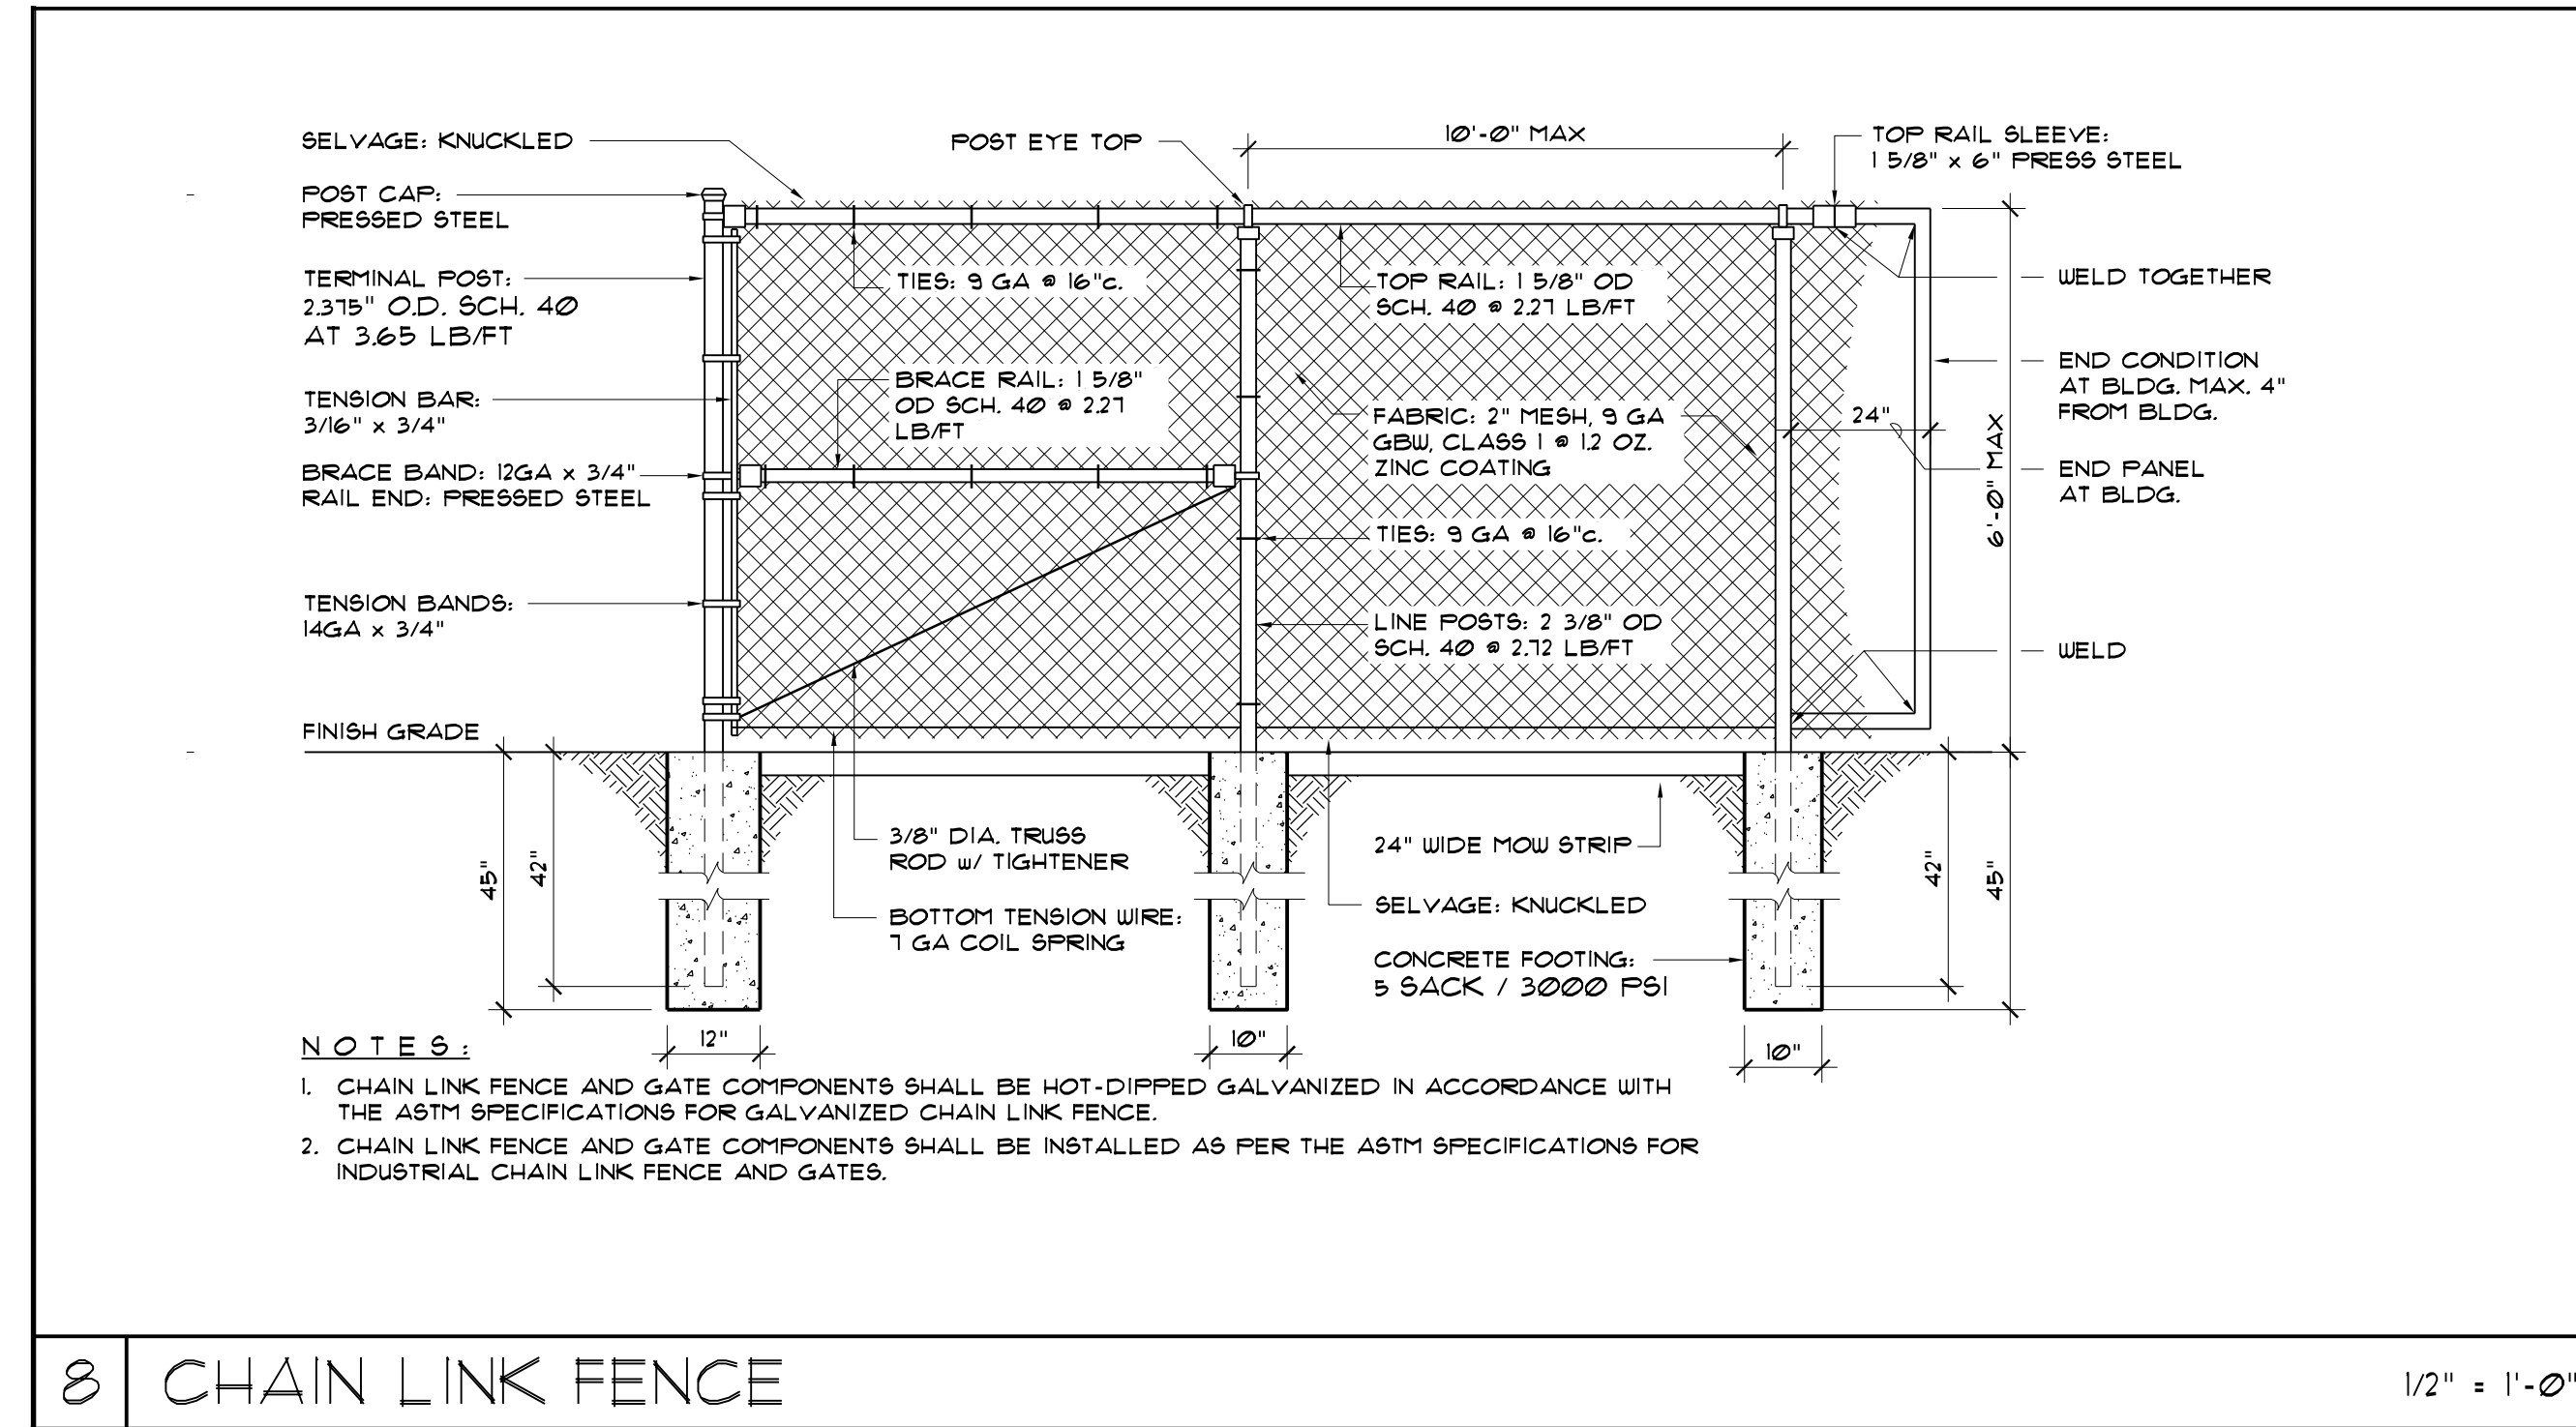 SELVAGE: KNUCKLED
POST EYE TOP
10'-0" MAX
TOP RAIL SLEEVE:
1 5/8" x 6" PRESS STEEL
POST CAP:
PRESSED STEEL
TERMINAL POST:
2.375" O.D. SCH. 40
AT 3.65 LB/FT
TIES: 9 GA @ 16"c.
TOP RAIL: 1 5/8" OD
SCH. 40 @ 2.27 LB/FT
WELD TOGETHER
BRACE RAIL: 1 5/8"
OD SCH. 40 @ 2.27
LB/FT
END CONDITION
AT BLDG. MAX. 4"
FROM BLDG.
TENSION BAR:
3/16" x 3/4"
FABRIC: 2" MESH, 9 GA
GBW, CLASS 1 @ 1.2 OZ.
ZINC COATING
24"
6'-0" MAX
BRACE BAND: 12GA x 3/4"
RAIL END: PRESSED STEEL
END PANEL
AT BLDG.
TIES: 9 GA @ 16"c.
TENSION BANDS:
14GA x 3/4"
LINE POSTS: 2 3/8" OD
SCH. 40 @ 2.72 LB/FT
WELD
FINISH GRADE
45"
42"
3/8" DIA. TRUSS
ROD w/ TIGHTENER
24" WIDE MOW STRIP
42"
45"
BOTTOM TENSION WIRE:
7 GA COIL SPRING
SELVAGE: KNUCKLED
CONCRETE FOOTING:
5 SACK / 3000 PSI
12"
10"
10"
NOTES:
1. CHAIN LINK FENCE AND GATE COMPONENTS SHALL BE HOT-DIPPED GALVANIZED IN ACCORDANCE WITH
THE ASTM SPECIFICATIONS FOR GALVANIZED CHAIN LINK FENCE.
2. CHAIN LINK FENCE AND GATE COMPONENTS SHALL BE INSTALLED AS PER THE ASTM SPECIFICATIONS FOR
INDUSTRIAL CHAIN LINK FENCE AND GATES.
8 CHAIN LINK FENCE
1/2" = 1'-0"